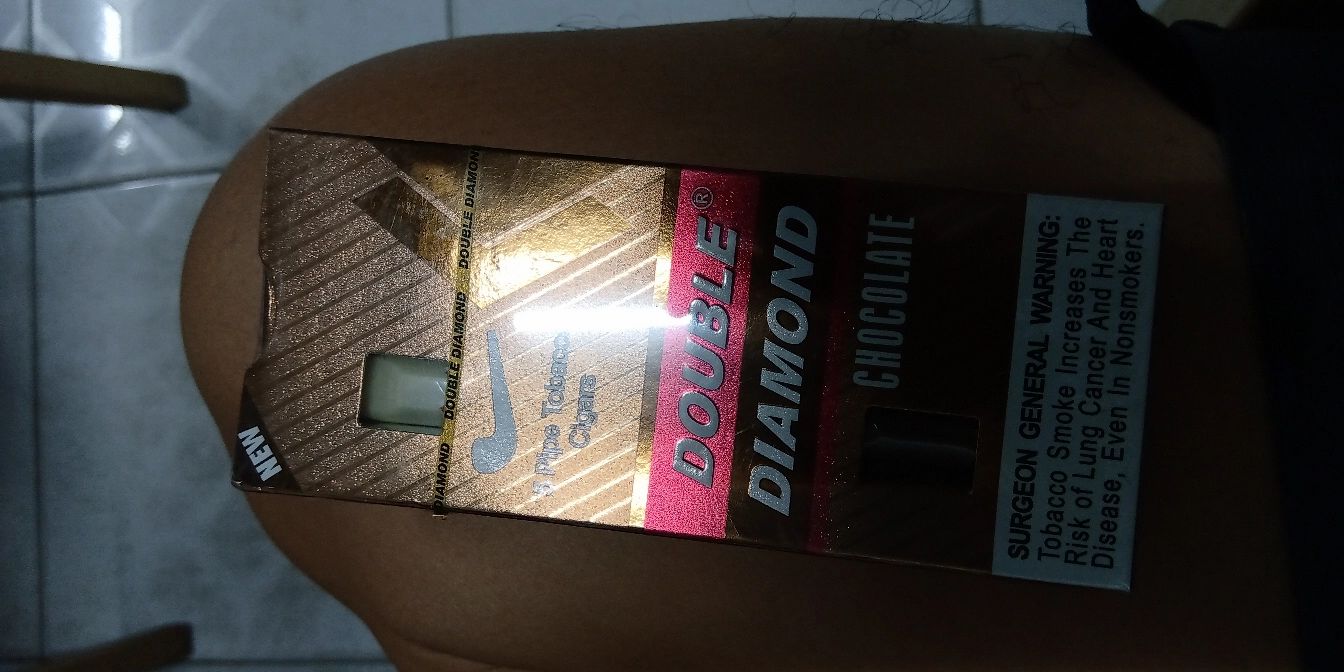 NEW
DIAMOND DOUBLE DIAMOND DOUBLE DIAMOND
5 Pipe Tobacco
Cigars
DOUBLE®
DIAMOND
CHOCOLATE
SURGEON GENERAL WARNING:
Tobacco Smoke Increases The
Risk of Lung Cancer And Heart
Disease, Even In Nonsmokers.